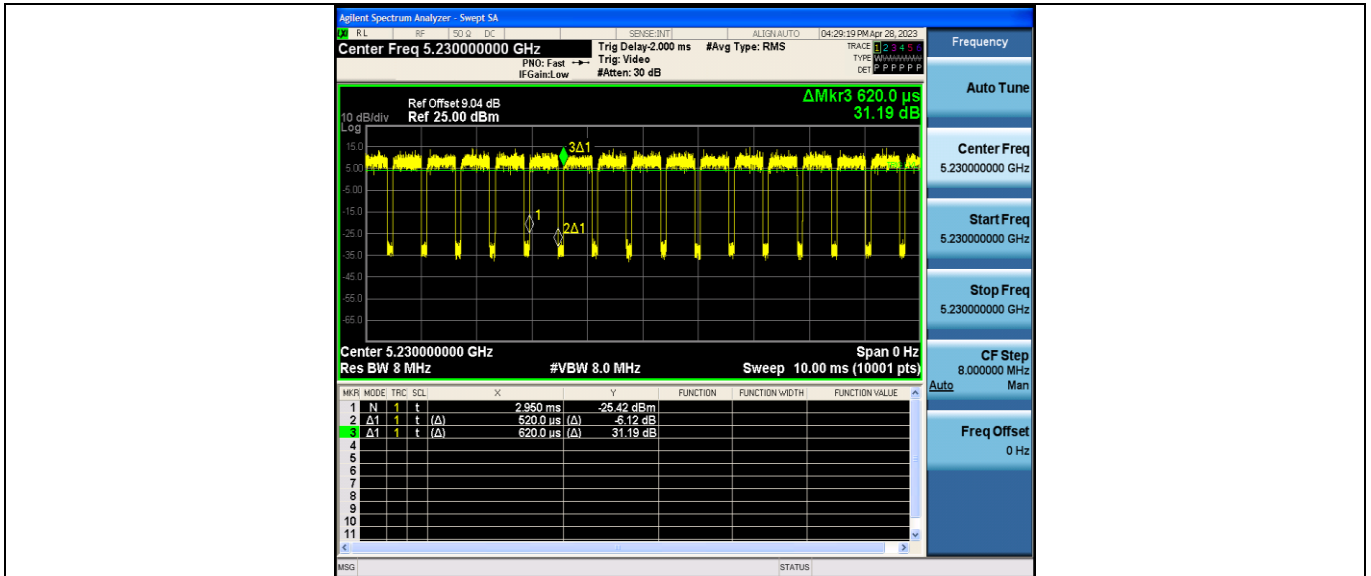 Agilent Spectrum Analyzer - Swept SA
LXI RL RF 50 Ω DC SENSE:INT ALIGN AUTO 04:29:19 PM Apr 28, 2023
Center Freq 5.230000000 GHz
PNO: Fast
IFGain:Low
Trig Delay-2.000 ms
Trig: Video
#Atten: 30 dB
#Avg Type: RMS
TRACE 1 2 3 4 5 6
TYPE WWWWWW
DET P P P P P P
Frequency
ΔMkr3 620.0 µs
31.19 dB
Ref Offset 9.04 dB
Ref 25.00 dBm
10 dB/div
Log
15.0
5.00
-5.00
-15.0
-25.0
-35.0
-45.0
-55.0
-65.0
3Δ1
1
2Δ1
Center 5.230000000 GHz
Span 0 Hz
Res BW 8 MHz
#VBW 8.0 MHz
Sweep 10.00 ms (10001 pts)
MKR MODE TRC SCL X Y FUNCTION FUNCTION WIDTH FUNCTION VALUE
1 N 1 t 2.950 ms -25.42 dBm
2 Δ1 1 t (Δ) 520.0 µs (Δ) -6.12 dB
3 Δ1 1 t (Δ) 620.0 µs (Δ) 31.19 dB
4
5
6
7
8
9
10
11
Auto Tune
Center Freq
5.230000000 GHz
Start Freq
5.230000000 GHz
Stop Freq
5.230000000 GHz
CF Step
8.000000 MHz
Auto Man
Freq Offset
0 Hz
MSG
STATUS